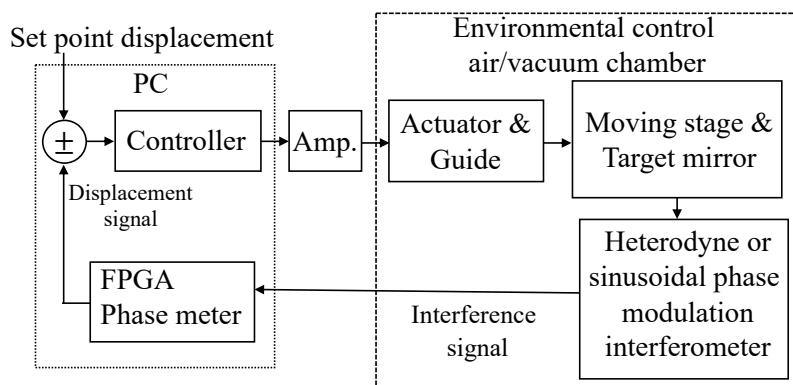 Set point displacement
PC
±
Controller
Amp.
Environmental control
air/vacuum chamber
Actuator &
Guide
Moving stage &
Target mirror
Displacement
signal
FPGA
Phase meter
Interference
signal
Heterodyne or
sinusoidal phase
modulation
interferometer